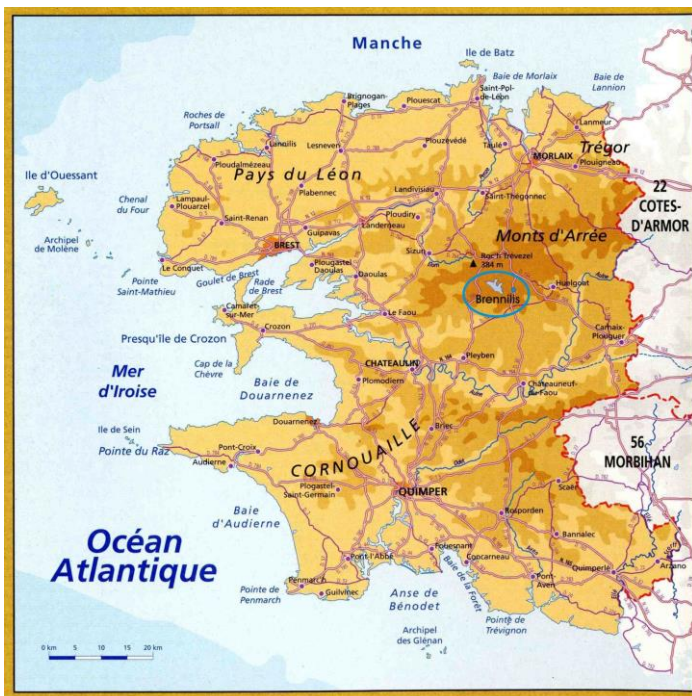 Manche
Ile de Batz
Baie de Morlaix
Baie de
Lannion
Saint-Pol-
de-Léon
Brignogan-
Plages
Plouescat
Roches de
Portsall
Lanmeur
Plouzévédé
Taulé
Trégor
Lannilis
Lesneven
MORLAIX
Plouigneau
Ploudalmézeau
Pays du Léon
Ile d'Ouessant
Plabennec
Landivisiau
Saint-Thégonnec
22
COTES-
D'ARMOR
Chenal
du Four
Lampaul-
Plouarzel
Saint-Renan
Guipavas
Ploudiry
Landerneau
Monts d'Arrée
Archipel
de Molène
BREST
Sizun
Roc'h Trévezel
384 m
Le Conquet
Plougastel
Daoulas
Daoulas
Huelgoat
Pointe
Saint-Mathieu
Goulet de Brest
Rade
de Brest
Brennilis
Camaret-
sur-Mer
Le Faou
Presqu'île de Crozon
Crozon
Carhaix-
Plouguer
Cap de la
Chèvre
CHATEAULIN
Pleyben
Mer
d'Iroise
Baie de
Douarnenez
Plomodiern
Châteauneuf-
du-Faou
Ile de Sein
Douarnenez
Briec
Pointe du Raz
Pont-Croix
CORNOUAILLE
56
MORBIHAN
Audierne
Plogastel-
Saint-Germain
QUIMPER
Scaër
Baie
d'Audierne
Rosporden
Bannalec
Océan
Atlantique
Pont-l'Abbé
Fouesnant
Concarneau
Quimperlé
Arzano
Pointe de
Penmarch
Penmarch
Guilvinec
Anse de
Bénodet
Baie de la Forêt
Pont-
Aven
Pointe de
Trévignon
Archipel
des Glénan
0 km 5 10 15 20 km